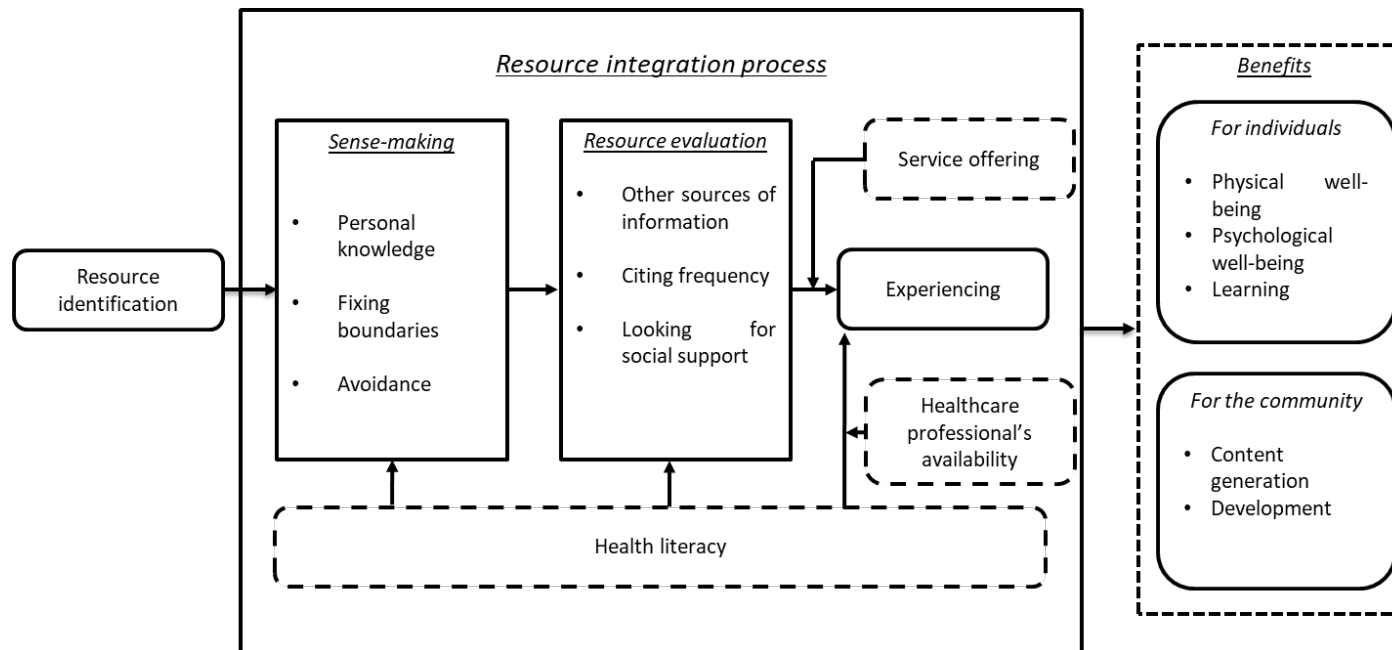 Resource integration process
Benefits
Sense-making
Resource evaluation
Service offering
For individuals
• Personal
knowledge
• Fixing
boundaries
• Avoidance
• Other sources of
information
• Citing frequency
• Looking for
social support
• Physical well-
being
• Psychological
well-being
• Learning
Resource
identification
Experiencing
Healthcare
professional's
availability
For the community
• Content
generation
• Development
Health literacy